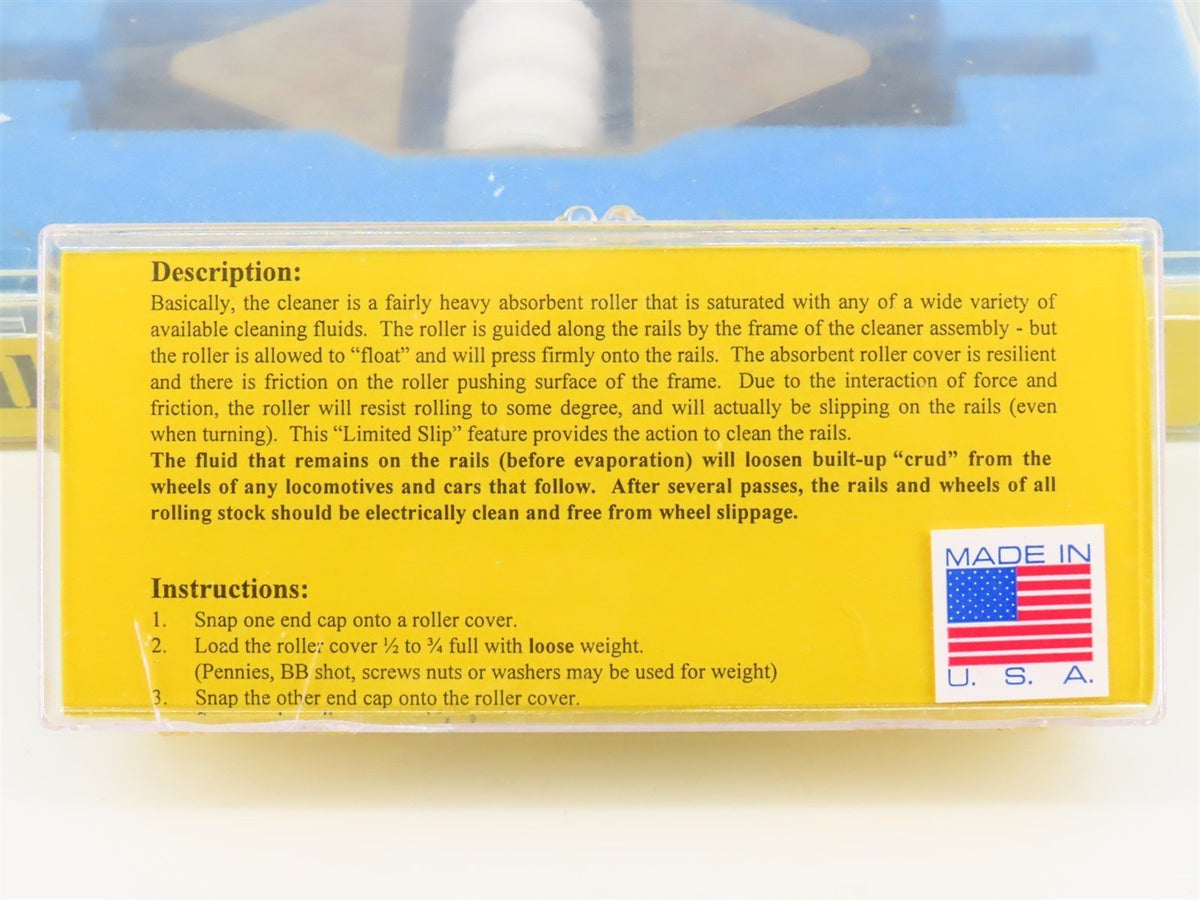 Description:
Basically, the cleaner is a fairly heavy absorbent roller that is saturated with any of a wide variety of
available cleaning fluids. The roller is guided along the rails by the frame of the cleaner assembly - but
the roller is allowed to “float” and will press firmly onto the rails. The absorbent roller cover is resilient
and there is friction on the roller pushing surface of the frame. Due to the interaction of force and
friction, the roller will resist rolling to some degree, and will actually be slipping on the rails (even
when turning). This “Limited Slip” feature provides the action to clean the rails.
The fluid that remains on the rails (before evaporation) will loosen built-up “crud” from the
wheels of any locomotives and cars that follow. After several passes, the rails and wheels of all
rolling stock should be electrically clean and free from wheel slippage.
Instructions:
1. Snap one end cap onto a roller cover.
2. Load the roller cover ½ to ¾ full with loose weight.
(Pennies, BB shot, screws nuts or washers may be used for weight)
3. Snap the other end cap onto the roller cover.
MADE IN
U. S. A.